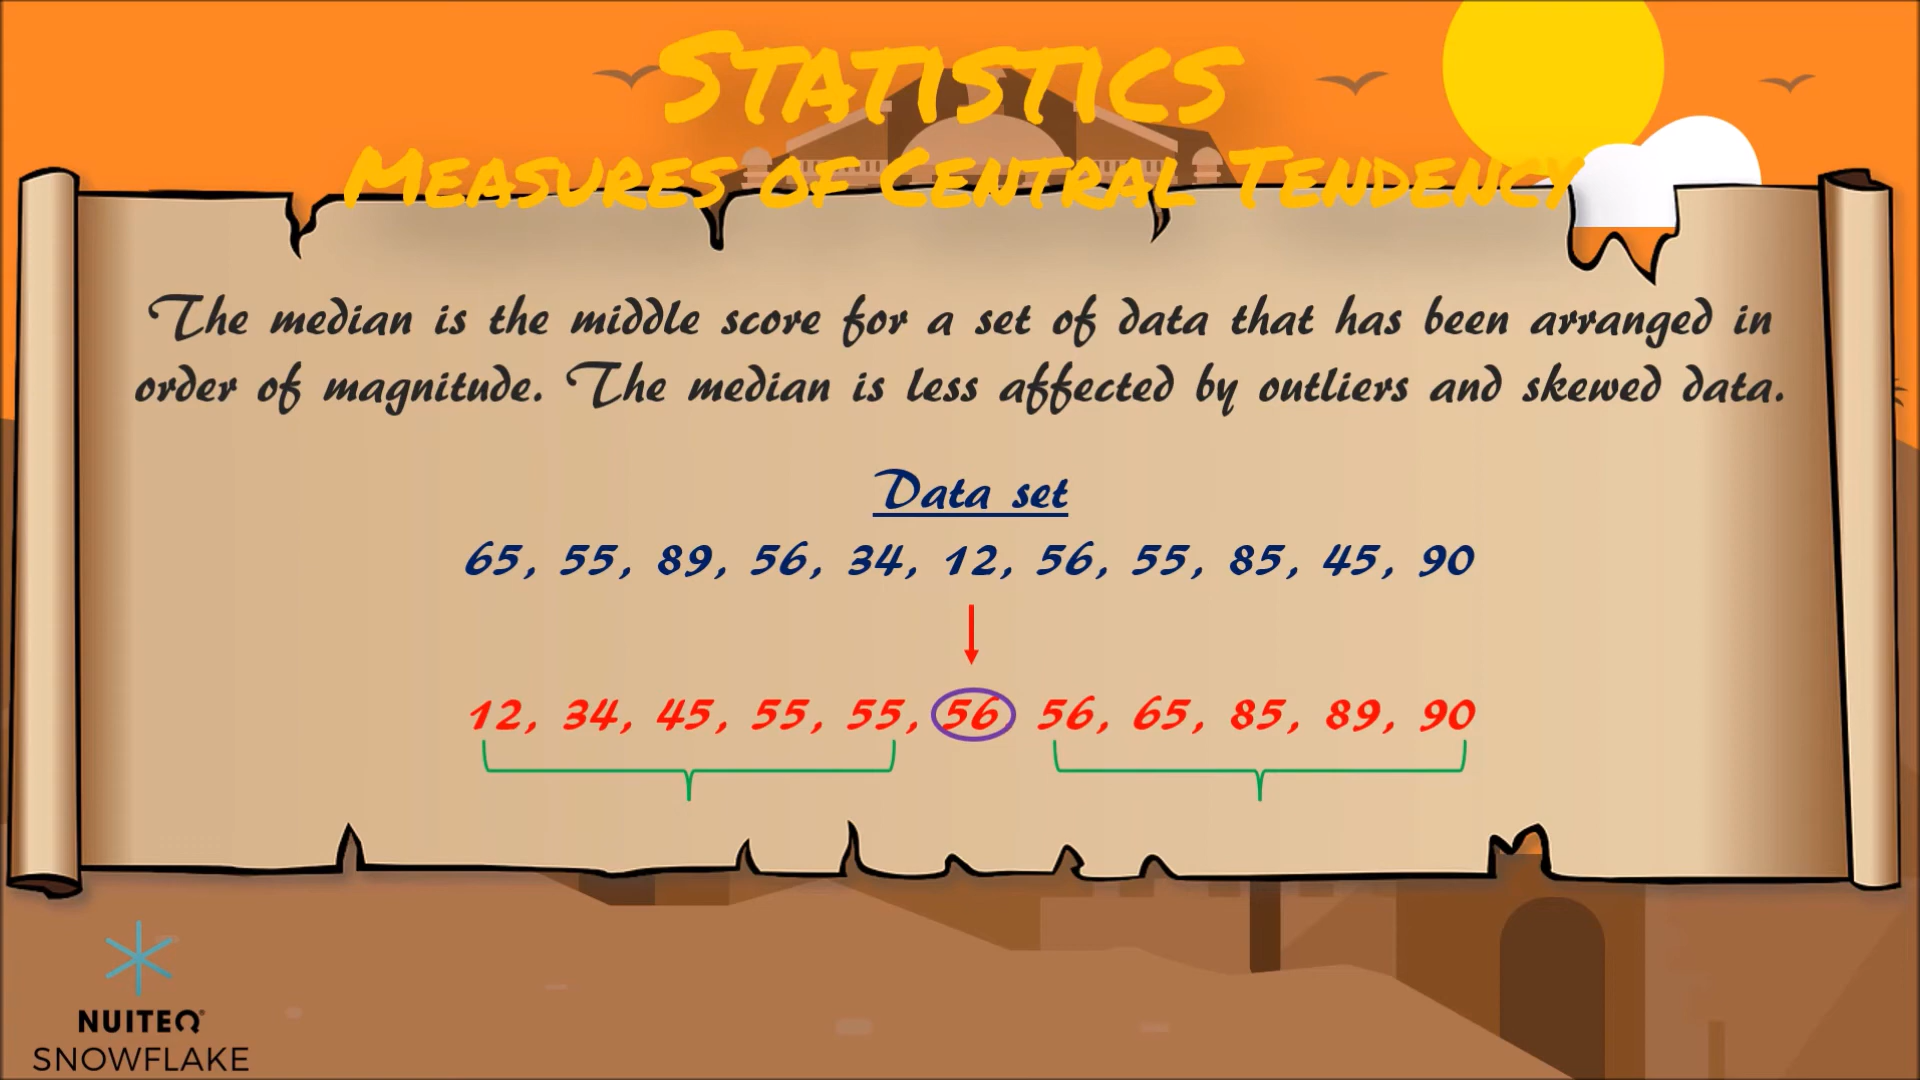 STATISTICS
MEASURES OF CENTRAL TENDENCY
The median is the middle score for a set of data that has been arranged in
order of magnitude. The median is less affected by outliers and skewed data.
Data set
65, 55, 89, 56, 34, 12, 56, 55, 85, 45, 90
12, 34, 45, 55, 55, 56 56, 65, 85, 89, 90
NUITEQ®
SNOWFLAKE